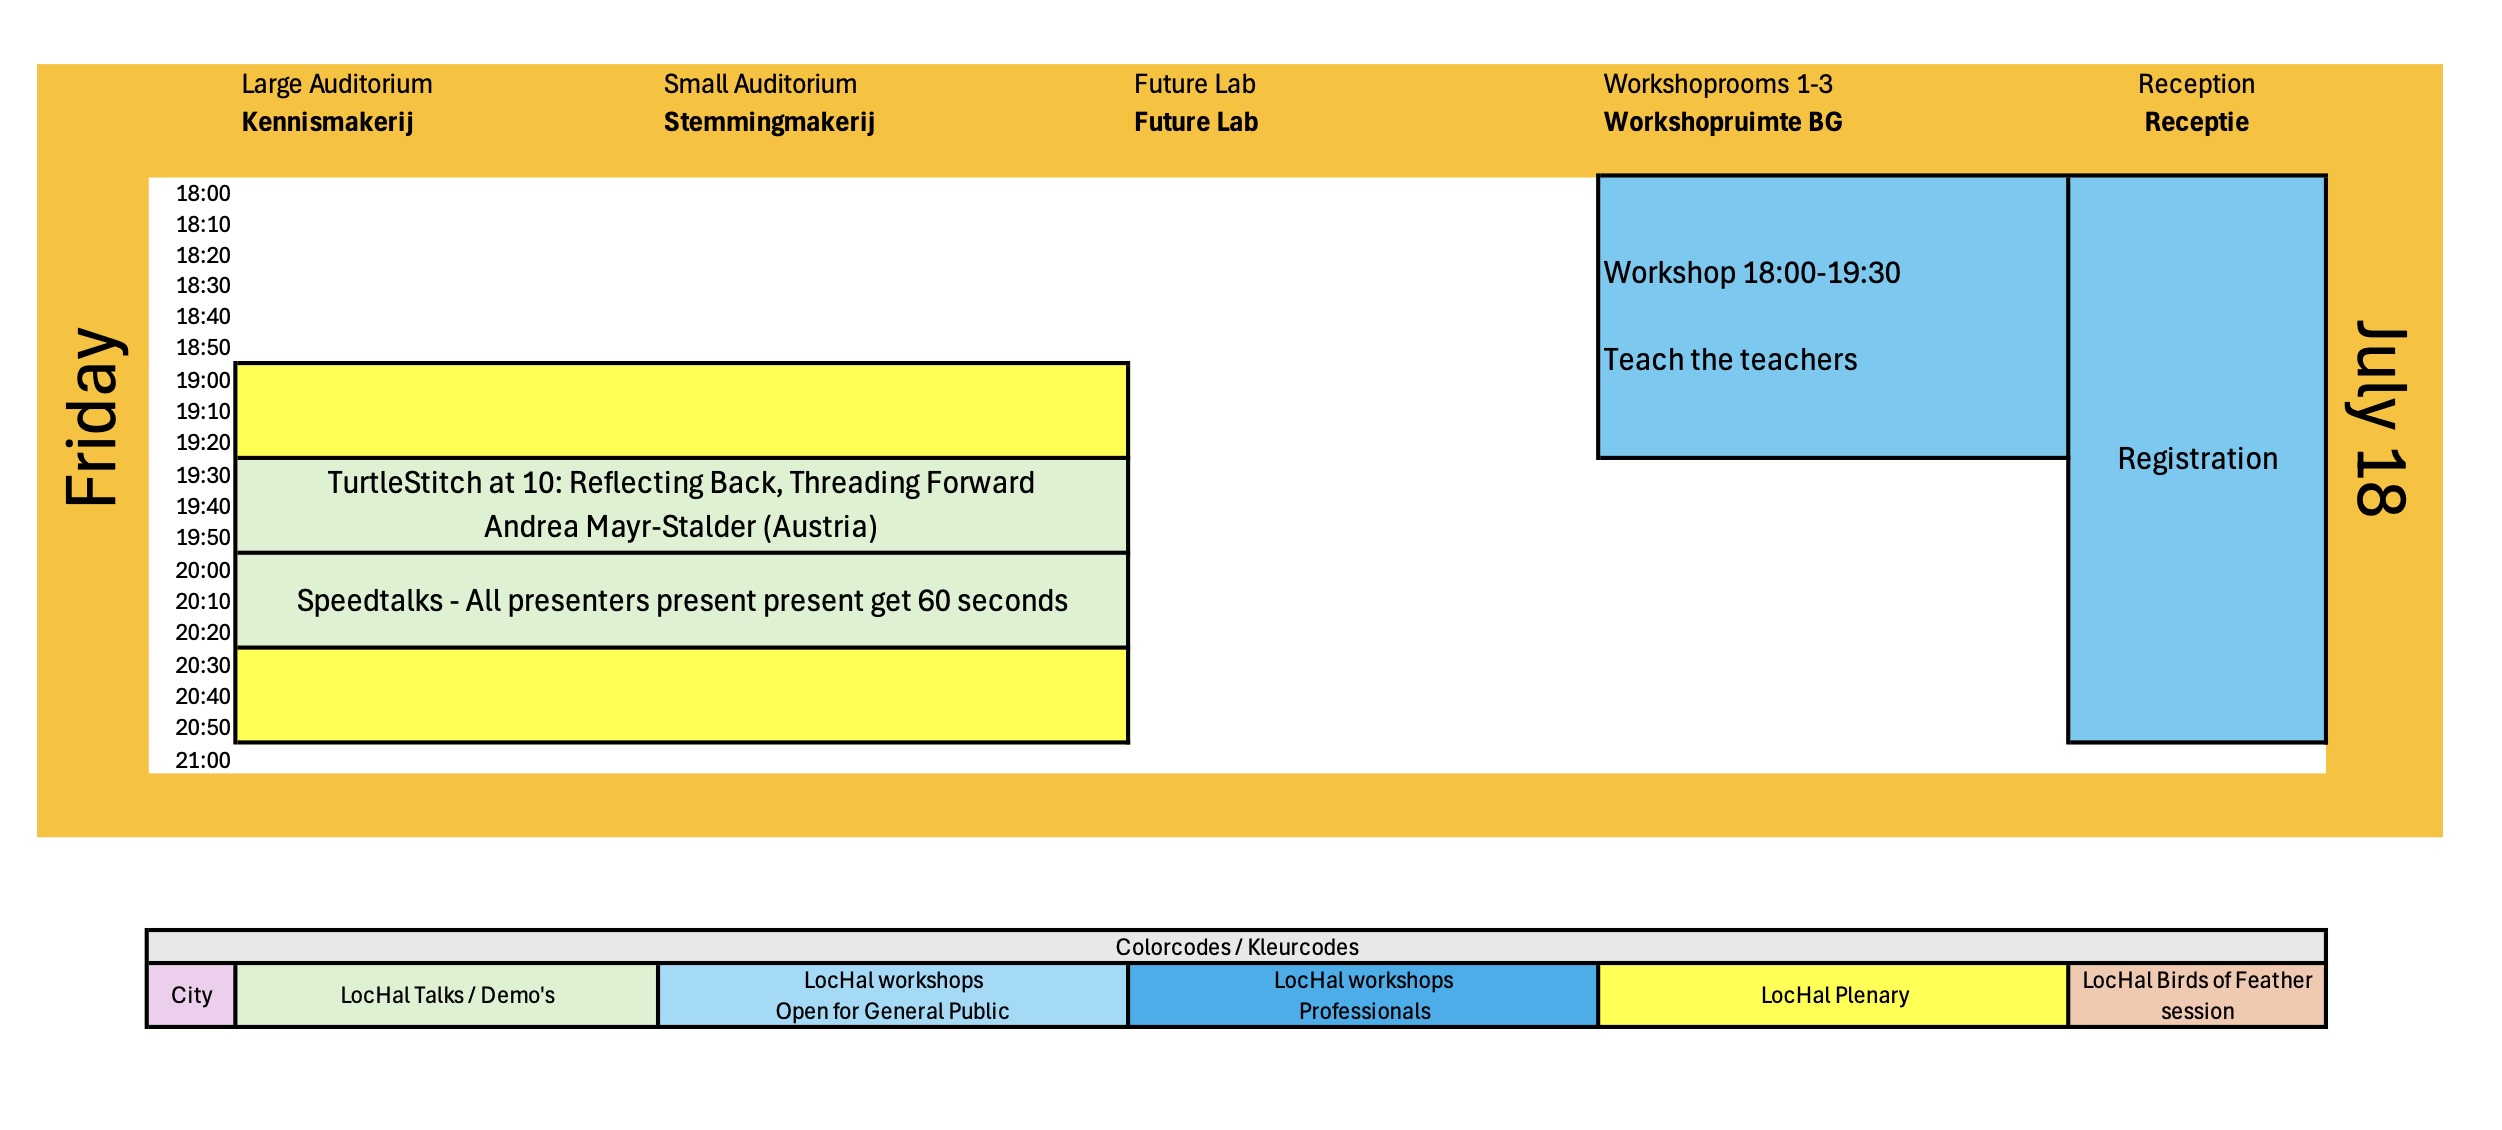 Large Auditorium
Kennismakerij
Small Auditorium
Stemmingmakerij
Future Lab
Future Lab
Workshoprooms 1-3
Workshopruimte BG
Reception
Receptie
Friday
July 18
18:00
18:10
18:20
18:30
18:40
18:50
19:00
19:10
19:20
19:30
19:40
19:50
20:00
20:10
20:20
20:30
20:40
20:50
21:00
TurtleStitch at 10: Reflecting Back, Threading Forward
Andrea Mayr-Stalder (Austria)
Speedtalks - All presenters present present get 60 seconds
Workshop 18:00-19:30
Teach the teachers
Registration
Colorcodes / Kleurcodes
City
LocHal Talks / Demo's
LocHal workshops
Open for General Public
LocHal workshops
Professionals
LocHal Plenary
LocHal Birds of Feather
session